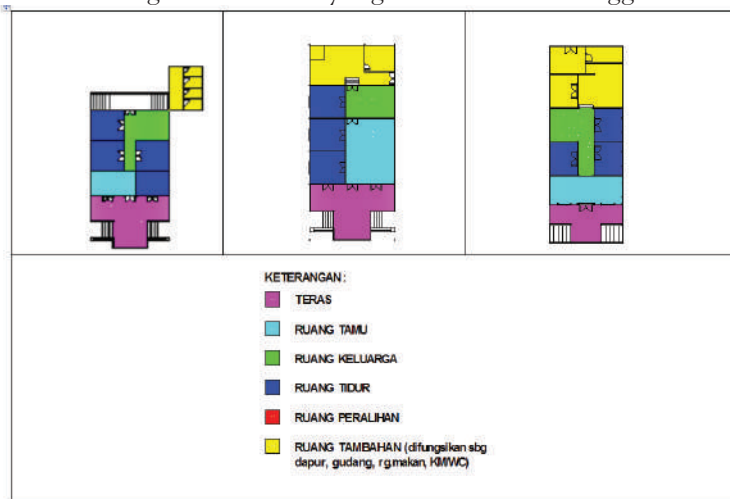 KETERANGAN :
TERAS
RUANG TAMU
RUANG KELUARGA
RUANG TIDUR
RUANG PERALIHAN
RUANG TAMBAHAN (difungsikan sbg
dapur, gudang, rg.makan, KM/WC)